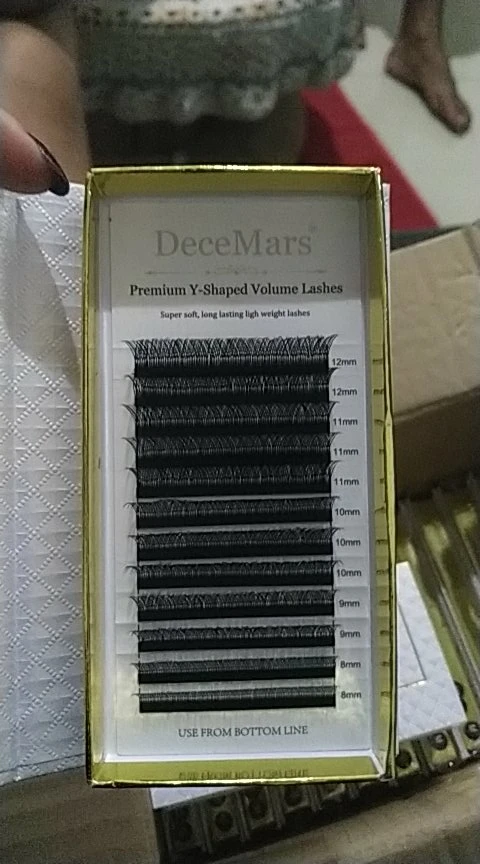 DeceMars®
Premium Y-Shaped Volume Lashes
Super soft, long lasting ligh weight lashes
12mm
12mm
11mm
11mm
11mm
10mm
10mm
10mm
9mm
9mm
8mm
8mm
USE FROM BOTTOM LINE